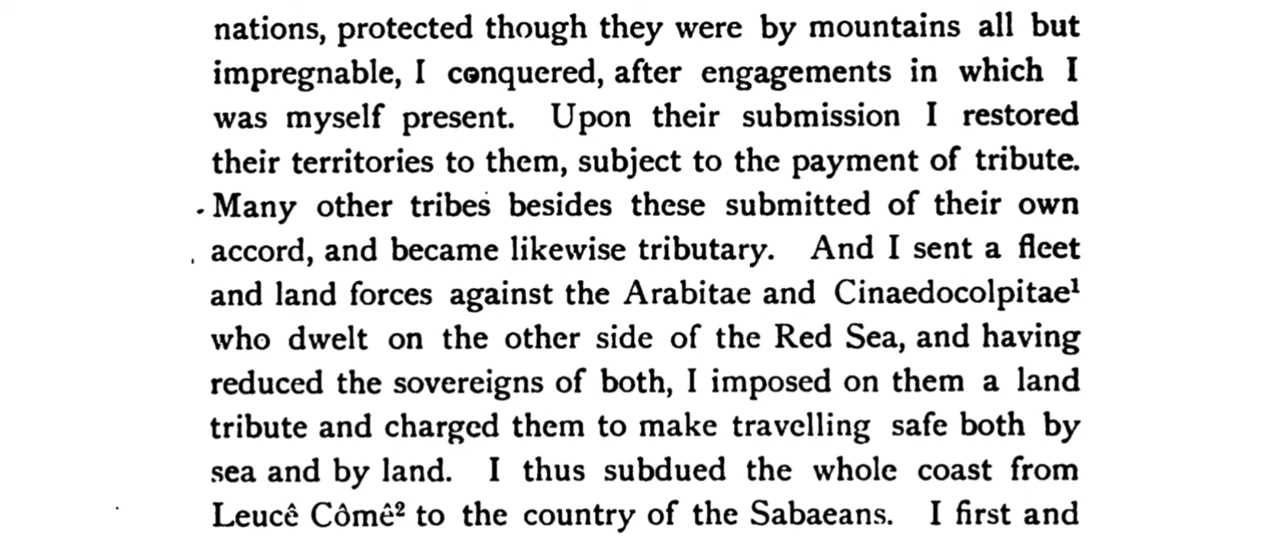 nations, protected though they were by mountains all but
impregnable, I conquered, after engagements in which I
was myself present. Upon their submission I restored
their territories to them, subject to the payment of tribute.
Many other tribes besides these submitted of their own
accord, and became likewise tributary. And I sent a fleet
and land forces against the Arabitae and Cinaedocolpitae¹
who dwelt on the other side of the Red Sea, and having
reduced the sovereigns of both, I imposed on them a land
tribute and charged them to make travelling safe both by
sea and by land. I thus subdued the whole coast from
Leucê Cômê² to the country of the Sabaeans. I first and